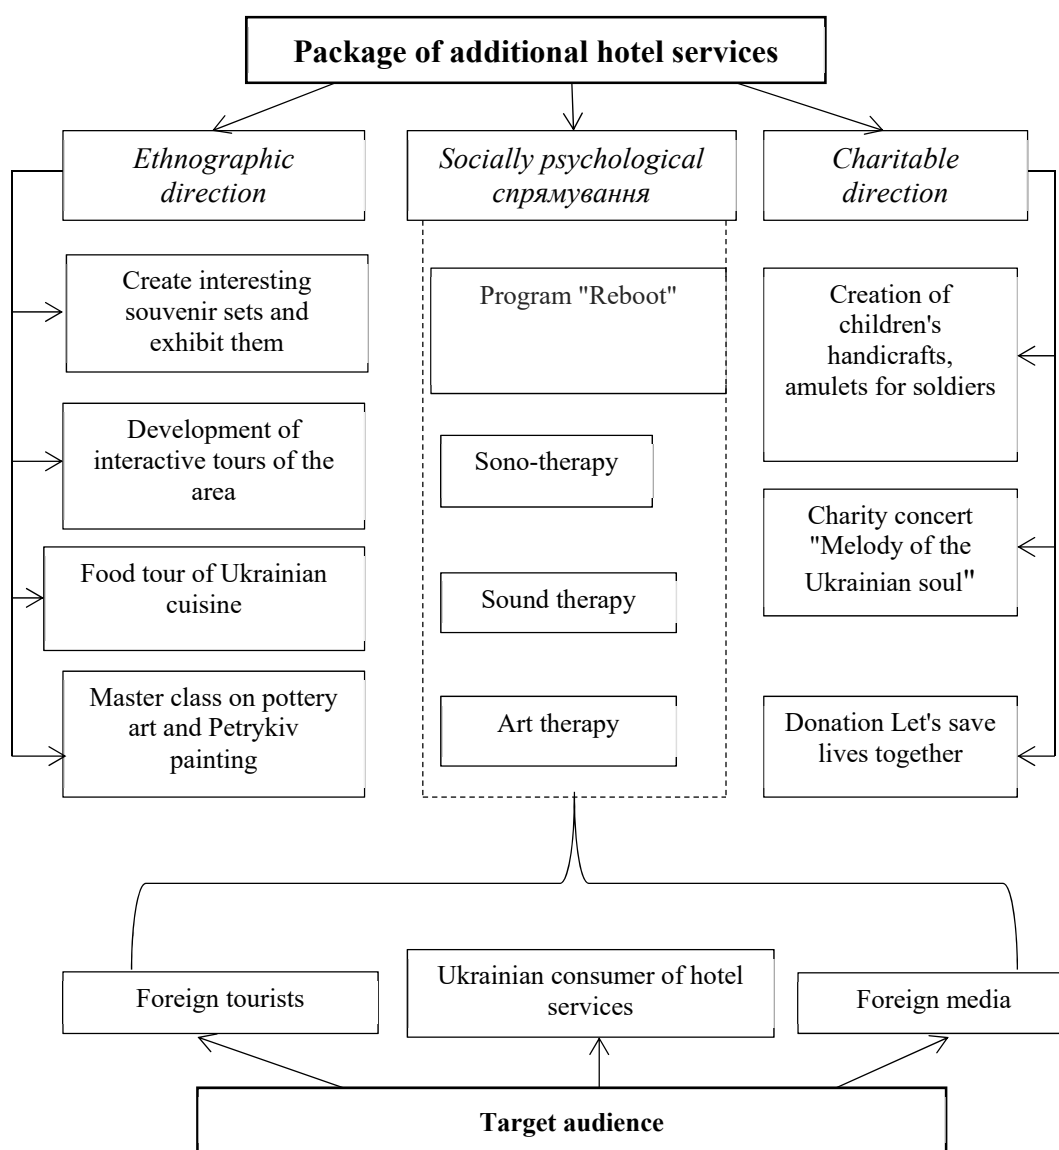 Package of additional hotel services
Ethnographic
direction
Socially psychological
спрямування
Charitable
direction
Create interesting
souvenir sets and
exhibit them
Development of
interactive tours of the
area
Food tour of Ukrainian
cuisine
Master class on pottery
art and Petrykiv
painting
Program "Reboot"
Sono-therapy
Sound therapy
Art therapy
Creation of
children's
handicrafts,
amulets for soldiers
Charity concert
"Melody of the
Ukrainian soul"
Donation Let's save
lives together
Foreign tourists
Ukrainian consumer of hotel
services
Foreign media
Target audience